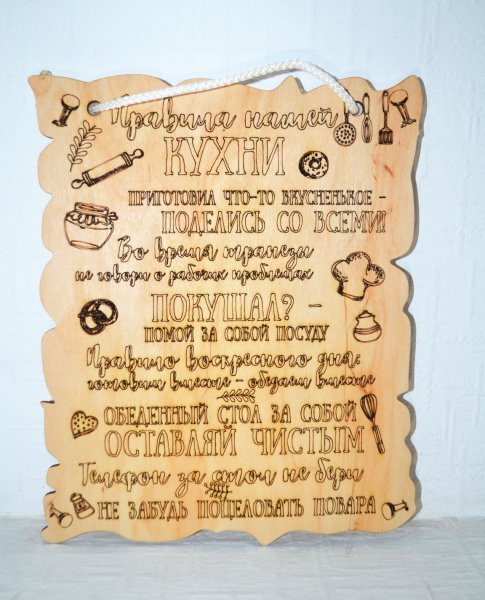 Правила нашей
КУХНИ
ПРИГОТОВИЛ ЧТО-ТО ВКУСНЕНЬКОЕ -
ПОДЕЛИСЬ СО ВСЕМИ!
Во время трапезы
не говори о рабочих проблемах
ПОКУШАЛ? -
ПОМОЙ ЗА СОБОЙ ПОСУДУ
Правило воскресного дня:
готовим вместе - обедаем вместе
ОБЕДЕННЫЙ СТОЛ ЗА СОБОЙ
ОСТАВЛЯЙ ЧИСТЫМ
Телефон за стол не бери
НЕ ЗАБУДЬ ПОЦЕЛОВАТЬ ПОВАРА